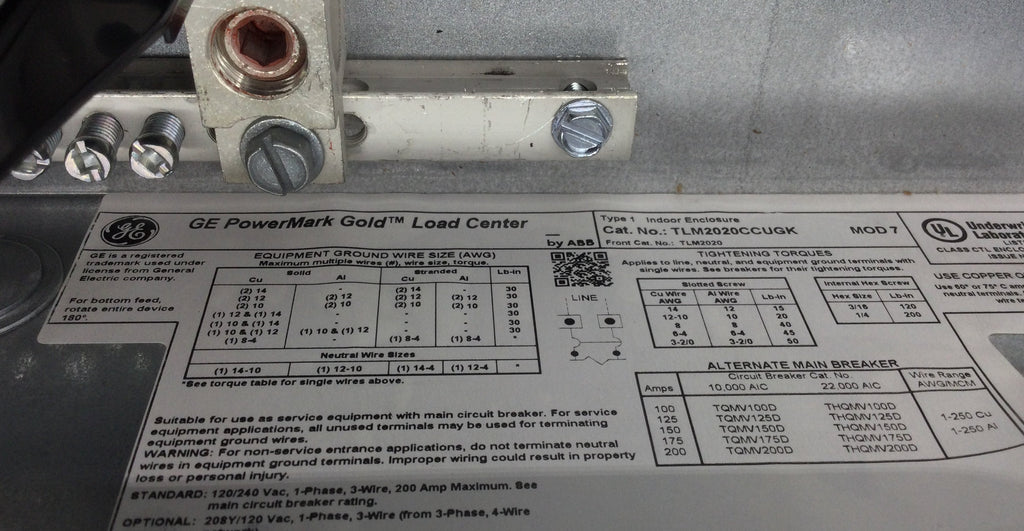 GE
GE PowerMark Gold™ Load Center
by ABB
GE is a registered
trademark used under
license from General
Electric company.
For bottom feed,
rotate entire device
180°.
EQUIPMENT GROUND WIRE SIZE (AWG)
Maximum multiple wires (#), wire size, torque.
Solid Stranded Lb-in
Cu Al Cu Al
(2) 14 - (2) 14 - 30
(2) 12 (2) 12 (2) 12 (2) 12 30
(2) 10 (2) 10 (2) 10 (2) 10 30
(1) 12 & (1) 14 - - - 30
(1) 10 & (1) 14 - - - 30
(1) 10 & (1) 12 (1) 10 & (1) 12 - - 30
(1) 8-4 - (1) 8-4 (1) 8-4 *
Neutral Wire Sizes
(1) 14-10 (1) 12-10 (1) 14-4 (1) 12-4 *
*See torque table for single wires above.
LINE
Suitable for use as service equipment with main circuit breaker. For service
equipment applications, all unused terminals may be used for terminating
equipment ground wires.
WARNING: For non-service entrance applications, do not terminate neutral
wires in equipment ground terminals. Improper wiring could result in property
loss or personal injury.
STANDARD: 120/240 Vac, 1-Phase, 3-Wire, 200 Amp Maximum. See
main circuit breaker rating.
OPTIONAL: 208Y/120 Vac, 1-Phase, 3-Wire (from 3-Phase, 4-Wire
Type 1 Indoor Enclosure
Cat. No.: TLM2020CCUGK MOD 7
Front Cat. No.: TLM2020
TIGHTENING TORQUES
Applies to line, neutral, equipment ground terminals with
single wires. See breakers for their tightening torques.
Slotted Screw
Cu Wire AWG Al Wire AWG Lb-in
14 12 15
12-10 10 20
8 8 40
6-4 6-4 45
3-2/0 3-2/0 50
Internal Hex Screw
Hex Size Lb-in
3/16 120
1/4 200
ALTERNATE MAIN BREAKER
Amps Circuit Breaker Cat. No. Wire Range
10,000 AIC 22,000 AIC AWG/MCM
100 TQMV100D THQMV100D
125 TQMV125D THQMV125D 1-250 Cu
150 TQMV150D THQMV150D 1-250 Al
175 TQMV175D THQMV175D
200 TQMV200D THQMV200D
UL
CLASS CTL ENCLOS
ISSUE N
USE COPPER O
neutral terminals.